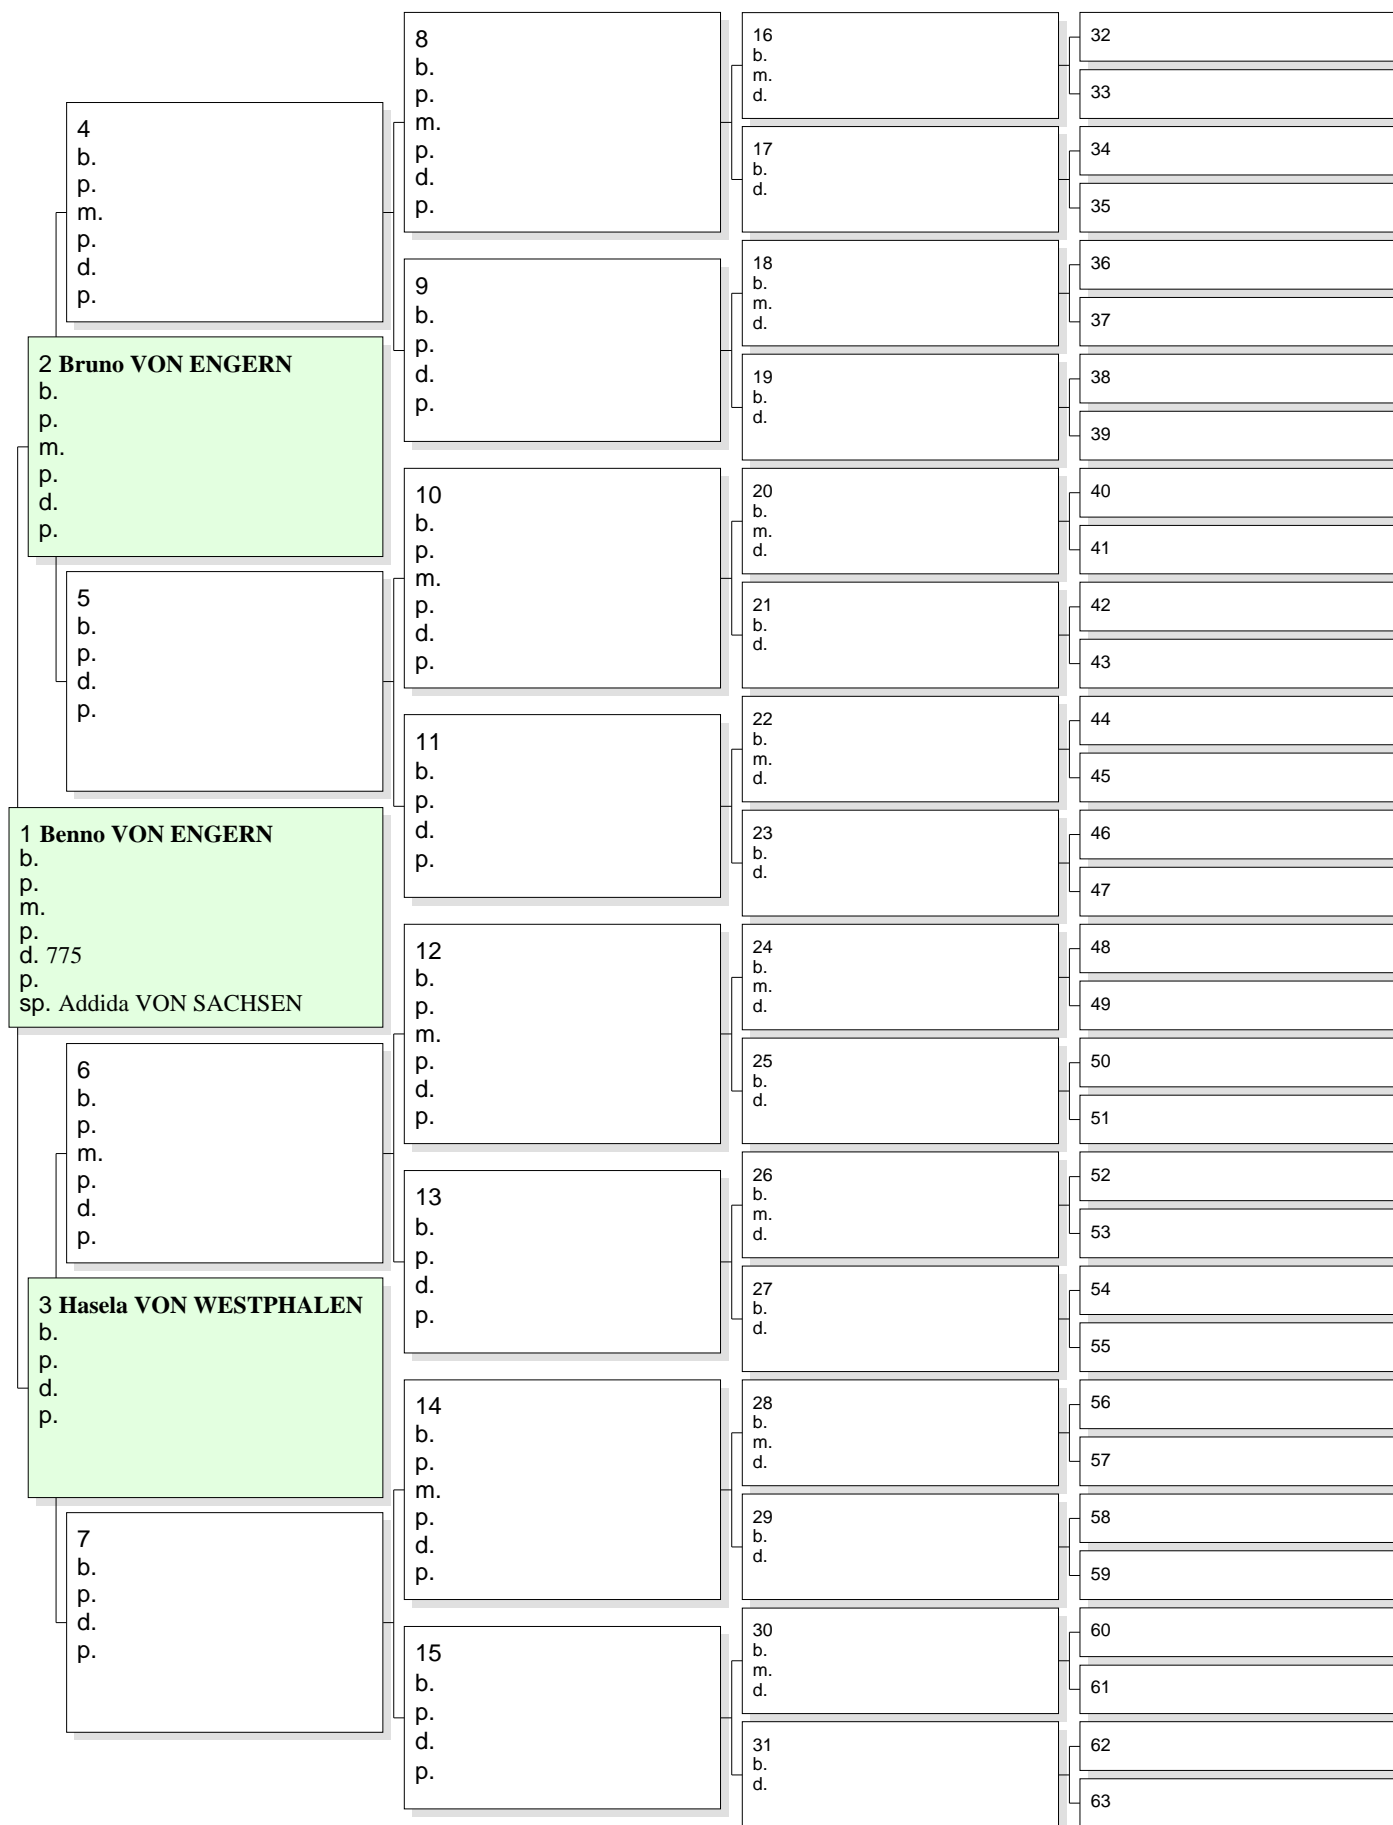 1 Benno VON ENGERN
b.
p.
m.
p.
d. 775
p.
sp. Addida VON SACHSEN
2 Bruno VON ENGERN
b.
p.
m.
p.
d.
p.
3 Hasela VON WESTPHALEN
b.
p.
d.
p.
4
b.
p.
m.
p.
d.
p.
5
b.
p.
d.
p.
6
b.
p.
m.
p.
d.
p.
7
b.
p.
d.
p.
8
b.
p.
m.
p.
d.
p.
9
b.
p.
d.
p.
10
b.
p.
m.
p.
d.
p.
11
b.
p.
d.
p.
12
b.
p.
m.
p.
d.
p.
13
b.
p.
d.
p.
14
b.
p.
m.
p.
d.
p.
15
b.
p.
d.
p.
16
b.
m.
d.
17
b.
d.
18
b.
m.
d.
19
b.
d.
20
b.
m.
d.
21
b.
d.
22
b.
m.
d.
23
b.
d.
24
b.
m.
d.
25
b.
d.
26
b.
m.
d.
27
b.
d.
28
b.
m.
d.
29
b.
d.
30
b.
m.
d.
31
b.
d.
32
33
34
35
36
37
38
39
40
41
42
43
44
45
46
47
48
49
50
51
52
53
54
55
56
57
58
59
60
61
62
63